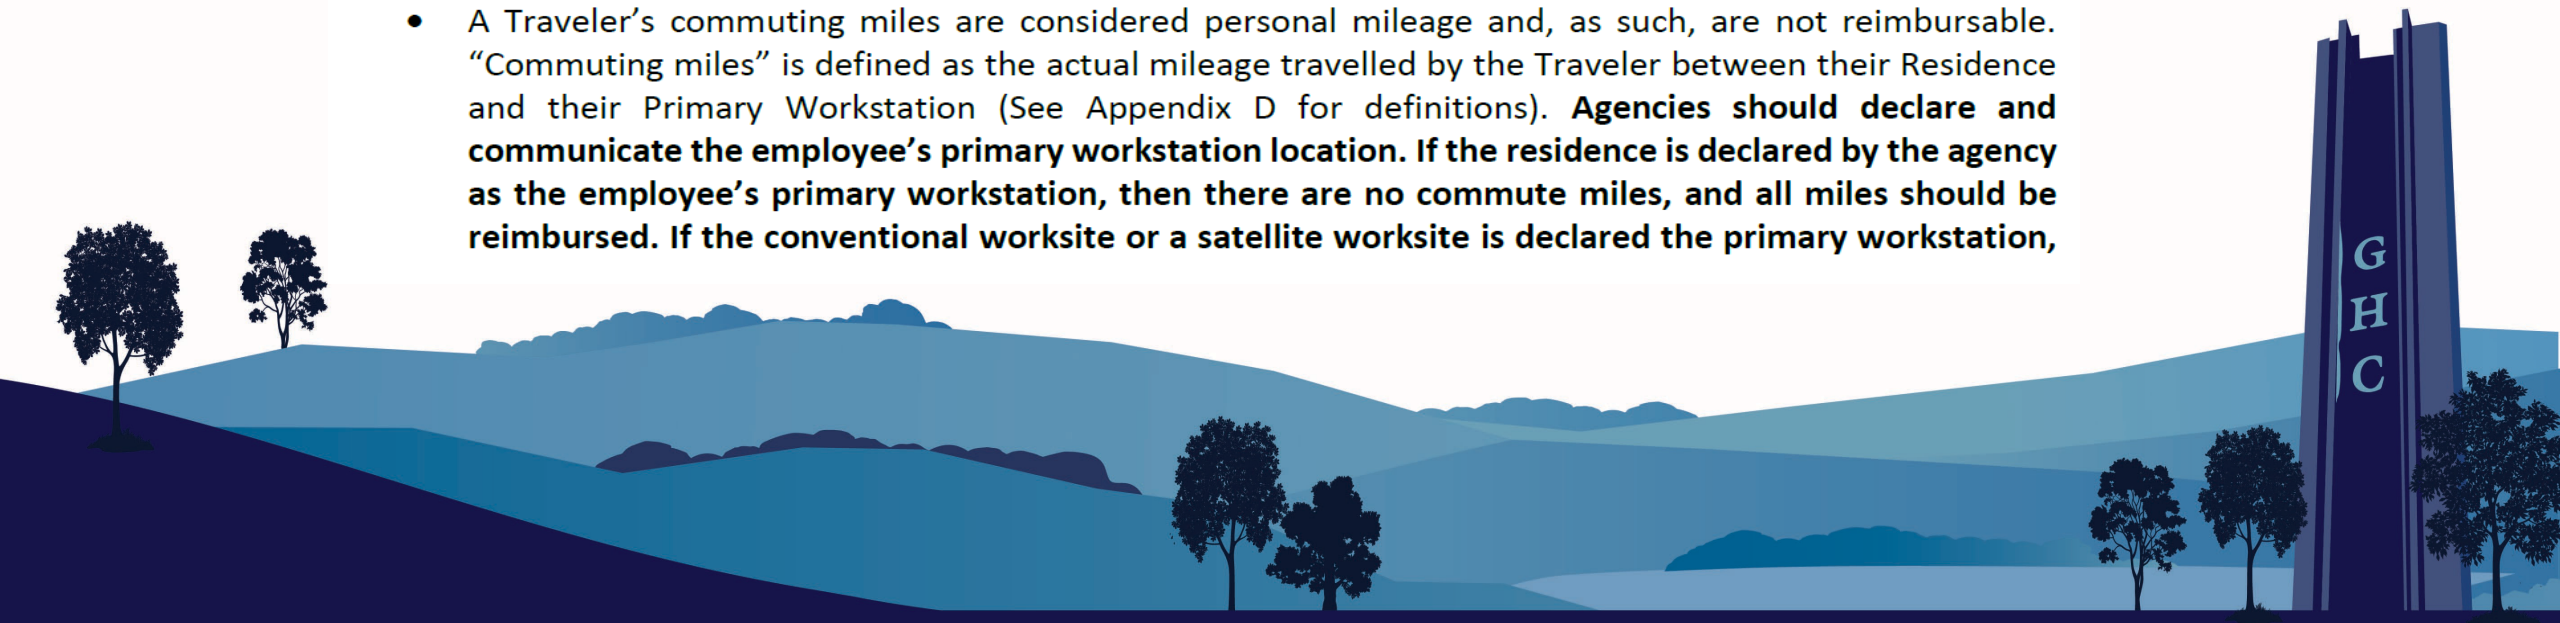 • A Traveler’s commuting miles are considered personal mileage and, as such, are not reimbursable.
“Commuting miles” is defined as the actual mileage travelled by the Traveler between their Residence
and their Primary Workstation (See Appendix D for definitions). Agencies should declare and
communicate the employee’s primary workstation location. If the residence is declared by the agency
as the employee’s primary workstation, then there are no commute miles, and all miles should be
reimbursed. If the conventional worksite or a satellite worksite is declared the primary workstation,
G
H
C